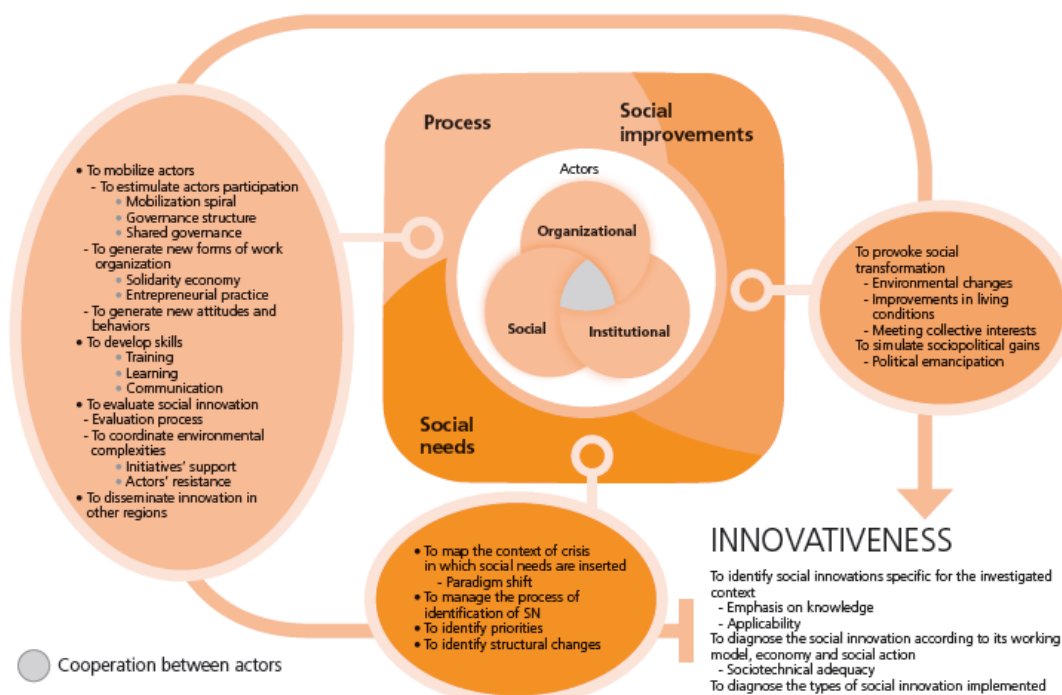 Process
Social
improvements
Actors
Organizational
Social
Institutional
Social
needs
• To mobilize actors
- To estimulate actors participation
• Mobilization spiral
• Governance structure
• Shared governance
- To generate new forms of work
organization
• Solidarity economy
• Entrepreneurial practice
- To generate new attitudes and
behaviors
• To develop skills
• Training
• Learning
• Communication
• To evaluate social innovation
- Evaluation process
- To coordinate environmental
complexities
• Initiatives' support
• Actors' resistance
• To disseminate innovation in
other regions
To provoke social
transformation
- Environmental changes
- Improvements in living
conditions
- Meeting collective interests
To simulate sociopolitical gains
- Political emancipation
• To map the context of crisis
in which social needs are inserted
- Paradigm shift
• To manage the process of
identification of SN
• To identify priorities
• To identify structural changes
INNOVATIVENESS
To identify social innovations specific for the investigated
context
- Emphasis on knowledge
- Applicability
To diagnose the social innovation according to its working
model, economy and social action
- Sociotechnical adequacy
To diagnose the types of social innovation implemented
Cooperation between actors